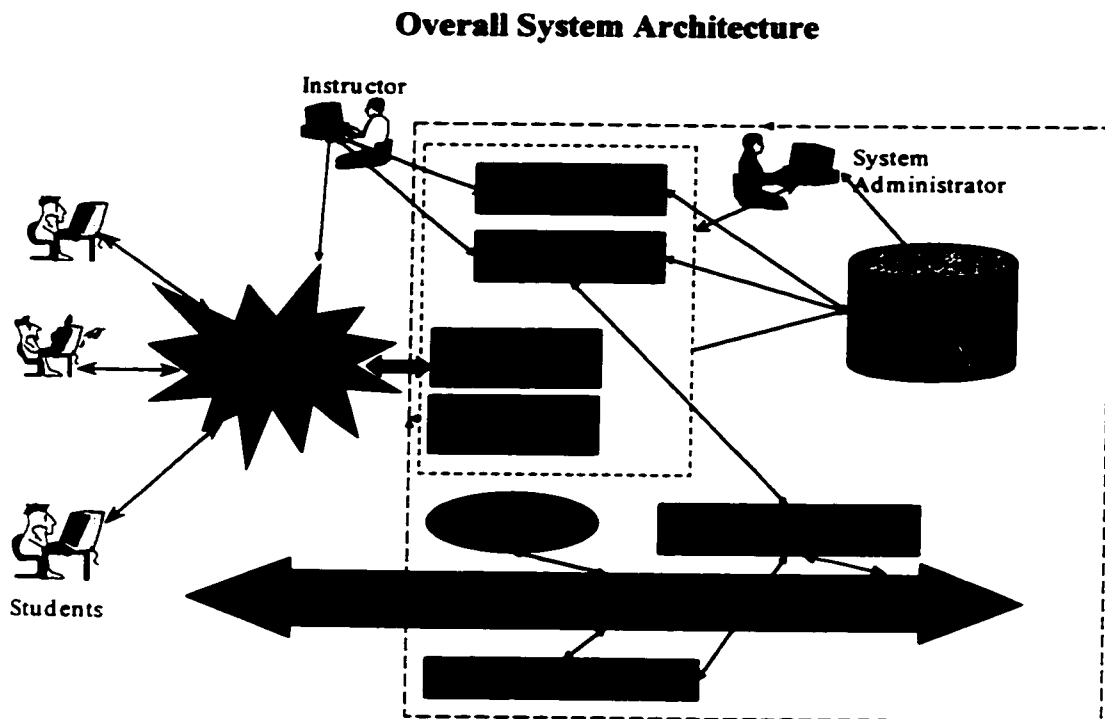 Overall System Architecture
Instructor
System
Administrator
Students